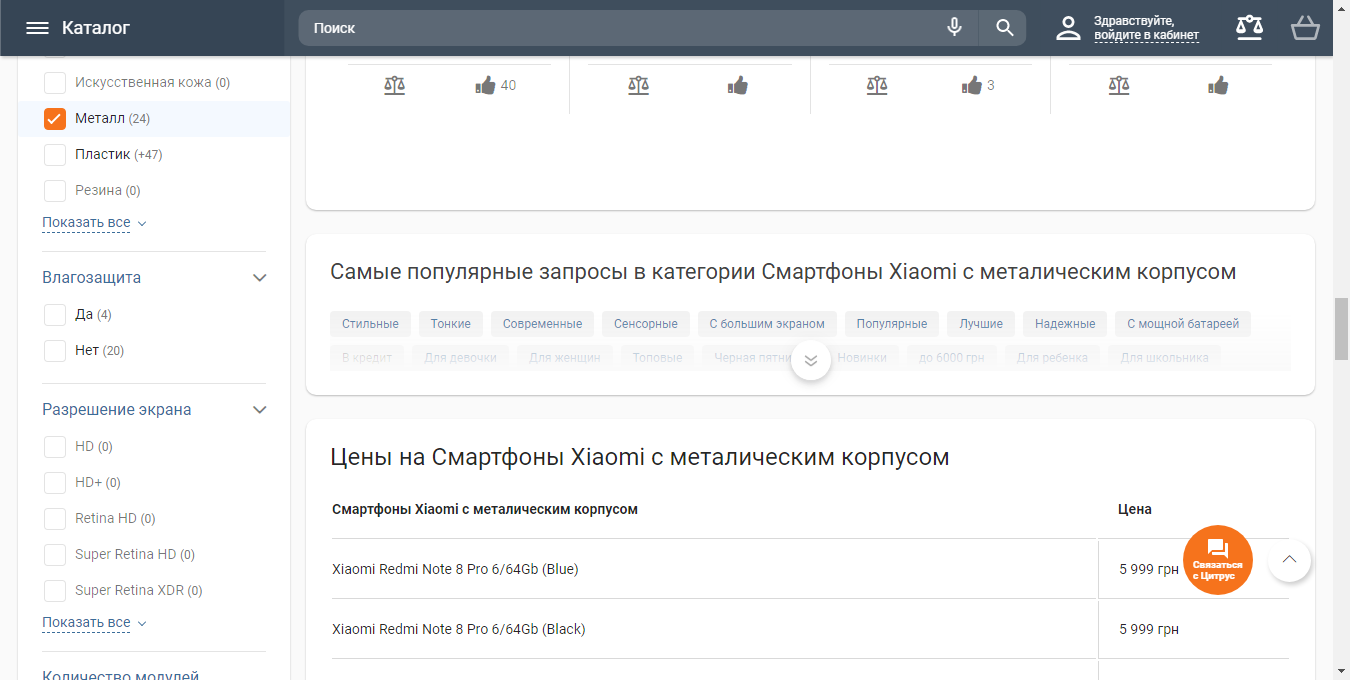 Каталог
Поиск
Здравствуйте,
войти в кабинет
Искусственная кожа (0)
Металл (24)
Пластик (+47)
Резина (0)
Показать все
Влагозащита
Да (4)
Нет (20)
Разрешение экрана
HD (0)
HD+ (0)
Retina HD (0)
Super Retina HD (0)
Super Retina XDR (0)
Показать все
Количество модулей
40
3
Самые популярные запросы в категории Смартфоны Xiaomi с металическим корпусом
Стильные Тонкие Современные Сенсорные С большим экраном Популярные Лучшие Надежные С мощной батареей
В кредит Для девочки Для женщин Топовые Черная Новинки до 6000 грн Для ребенка Для школьника
Цены на Смартфоны Xiaomi с металическим корпусом
Смартфоны Xiaomi с металическим корпусом Цена
Xiaomi Redmi Note 8 Pro 6/64Gb (Blue) 5 999 грн
Xiaomi Redmi Note 8 Pro 6/64Gb (Black) 5 999 грн
Связаться
с Цитрус